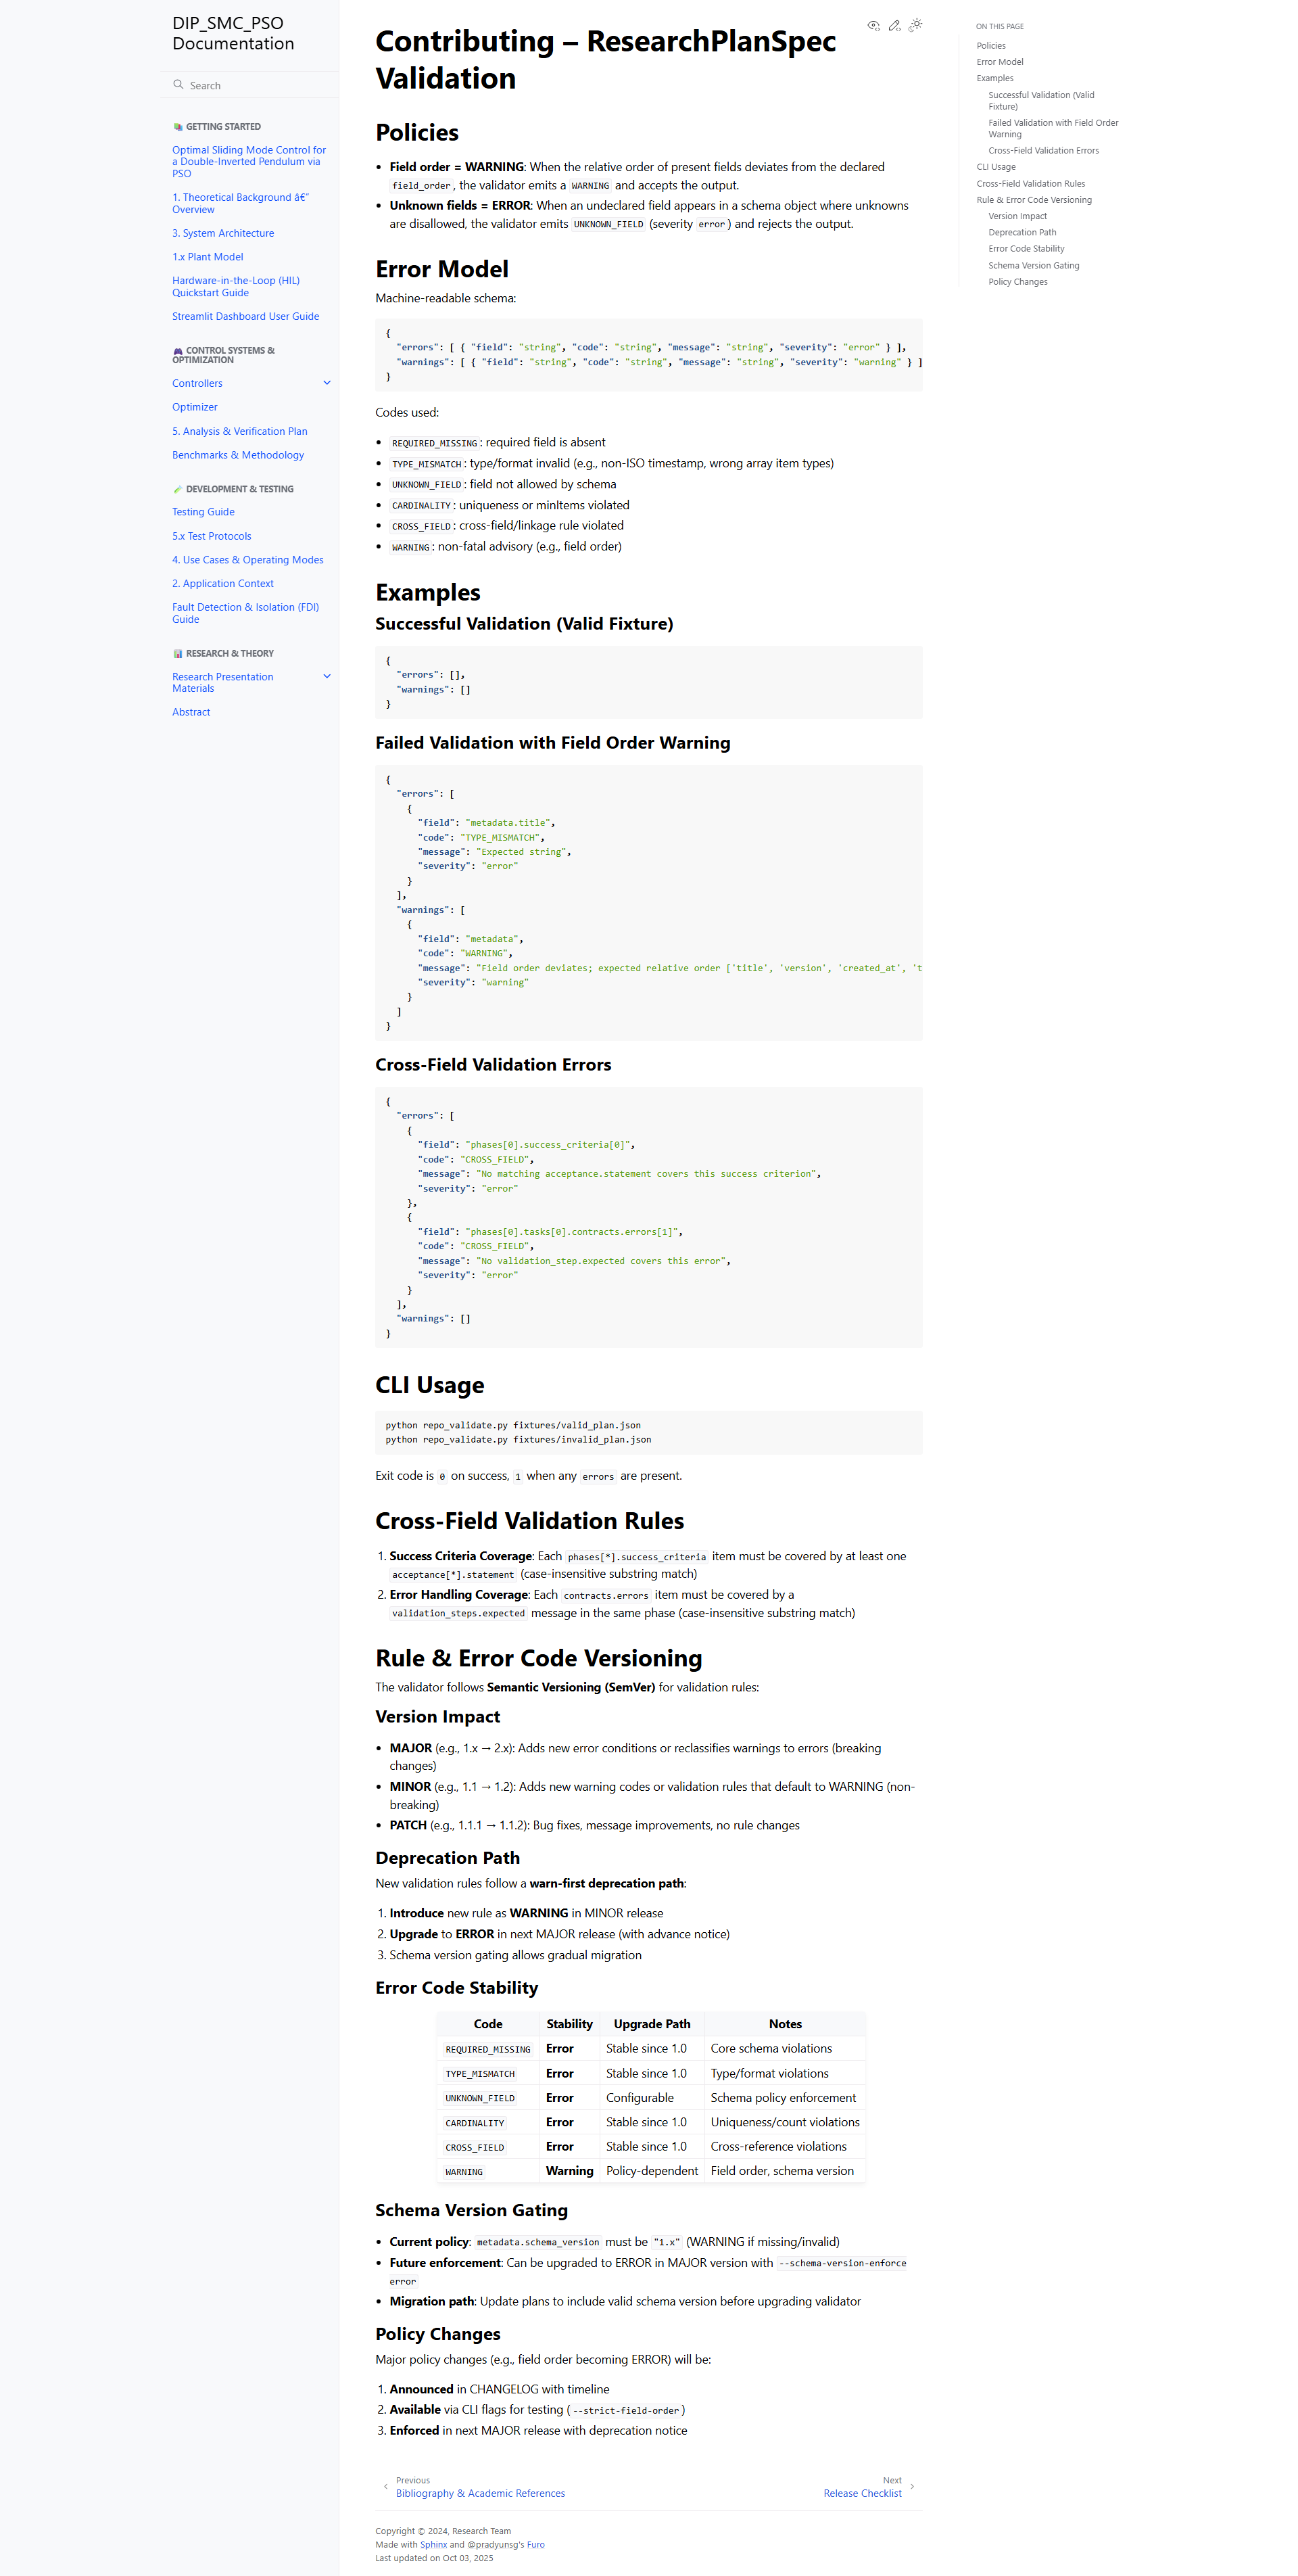 DIP_SMC_PSO
Documentation
Search
GETTING STARTED
Optimal Sliding Mode Control for
a Double-Inverted Pendulum via
PSO
1. Theoretical Background â€”
Overview
3. System Architecture
1.x Plant Model
Hardware-in-the-Loop (HIL)
Quickstart Guide
Streamlit Dashboard User Guide
CONTROL SYSTEMS &
OPTIMIZATION
Controllers
Optimizer
5. Analysis & Verification Plan
Benchmarks & Methodology
DEVELOPMENT & TESTING
Testing Guide
5.x Test Protocols
4. Use Cases & Operating Modes
2. Application Context
Fault Detection & Isolation (FDI)
Guide
RESEARCH & THEORY
Research Presentation
Materials
Abstract
Contributing – ResearchPlanSpec
Validation
Policies
• Field order = WARNING: When the relative order of present fields deviates from the declared
field_order, the validator emits a WARNING and accepts the output.
• Unknown fields = ERROR: When an undeclared field appears in a schema object where unknowns
are disallowed, the validator emits UNKNOWN_FIELD (severity error) and rejects the output.
Error Model
Machine-readable schema:
{
"errors": [ { "field": "string", "code": "string", "message": "string", "severity": "error" } ],
"warnings": [ { "field": "string", "code": "string", "message": "string", "severity": "warning" } ]
}
Codes used:
• REQUIRED_MISSING: required field is absent
• TYPE_MISMATCH: type/format invalid (e.g., non-ISO timestamp, wrong array item types)
• UNKNOWN_FIELD: field not allowed by schema
• CARDINALITY: uniqueness or minItems violated
• CROSS_FIELD: cross-field/linkage rule violated
• WARNING: non-fatal advisory (e.g., field order)
Examples
Successful Validation (Valid Fixture)
{
"errors": [],
"warnings": []
}
Failed Validation with Field Order Warning
{
"errors": [
{
"field": "metadata.title",
"code": "TYPE_MISMATCH",
"message": "Expected string",
"severity": "error"
}
],
"warnings": [
{
"field": "metadata",
"code": "WARNING",
"message": "Field order deviates; expected relative order ['title', 'version', 'created_at', 't
"severity": "warning"
}
]
}
Cross-Field Validation Errors
{
"errors": [
{
"field": "phases[0].success_criteria[0]",
"code": "CROSS_FIELD",
"message": "No matching acceptance.statement covers this success criterion",
"severity": "error"
},
{
"field": "phases[0].tasks[0].contracts.errors[1]",
"code": "CROSS_FIELD",
"message": "No validation_step.expected covers this error",
"severity": "error"
}
],
"warnings": []
}
CLI Usage
python repo_validate.py fixtures/valid_plan.json
python repo_validate.py fixtures/invalid_plan.json
Exit code is 0 on success, 1 when any errors are present.
Cross-Field Validation Rules
1. Success Criteria Coverage: Each phases[*].success_criteria item must be covered by at least one
acceptance[*].statement (case-insensitive substring match)
2. Error Handling Coverage: Each contracts.errors item must be covered by a
validation_steps.expected message in the same phase (case-insensitive substring match)
Rule & Error Code Versioning
The validator follows Semantic Versioning (SemVer) for validation rules:
Version Impact
• MAJOR (e.g., 1.x → 2.x): Adds new error conditions or reclassifies warnings to errors (breaking
changes)
• MINOR (e.g., 1.1 → 1.2): Adds new warning codes or validation rules that default to WARNING (non-
breaking)
• PATCH (e.g., 1.1.1 → 1.1.2): Bug fixes, message improvements, no rule changes
Deprecation Path
New validation rules follow a warn-first deprecation path:
1. Introduce new rule as WARNING in MINOR release
2. Upgrade to ERROR in next MAJOR release (with advance notice)
3. Schema version gating allows gradual migration
Error Code Stability
Code Stability Upgrade Path Notes
REQUIRED_MISSING Error Stable since 1.0 Core schema violations
TYPE_MISMATCH Error Stable since 1.0 Type/format violations
UNKNOWN_FIELD Error Configurable Schema policy enforcement
CARDINALITY Error Stable since 1.0 Uniqueness/count violations
CROSS_FIELD Error Stable since 1.0 Cross-reference violations
WARNING Warning Policy-dependent Field order, schema version
Schema Version Gating
• Current policy: metadata.schema_version must be "1.x" (WARNING if missing/invalid)
• Future enforcement: Can be upgraded to ERROR in MAJOR version with --schema-version-enforce
error
• Migration path: Update plans to include valid schema version before upgrading validator
Policy Changes
Major policy changes (e.g., field order becoming ERROR) will be:
1. Announced in CHANGELOG with timeline
2. Available via CLI flags for testing (--strict-field-order)
3. Enforced in next MAJOR release with deprecation notice
Previous
Bibliography & Academic References
Next
Release Checklist
Copyright © 2024, Research Team
Made with Sphinx and @pradyunsg's Furo
Last updated on Oct 03, 2025
ON THIS PAGE
Policies
Error Model
Examples
Successful Validation (Valid
Fixture)
Failed Validation with Field Order
Warning
Cross-Field Validation Errors
CLI Usage
Cross-Field Validation Rules
Rule & Error Code Versioning
Version Impact
Deprecation Path
Error Code Stability
Schema Version Gating
Policy Changes